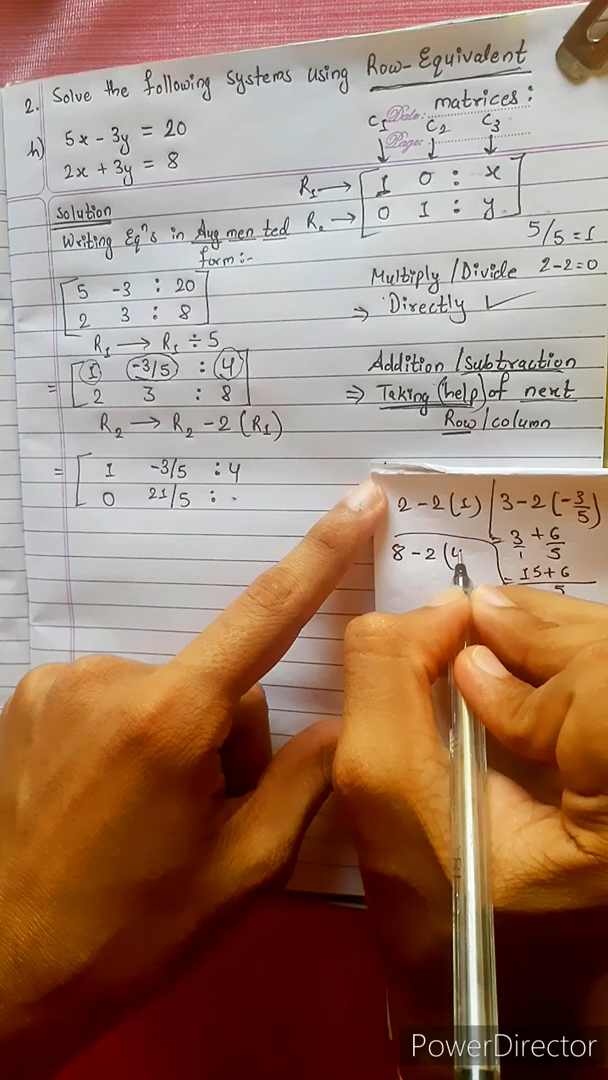 2. Solve the following systems using Row-Equivalent
matrices:
h) 5x - 3y = 20
2x + 3y = 8
Date:
Page:
C1 C2 C3
R1 → [ 1 0 : x ]
R2 → [ 0 1 : y ]
Solution
Writing Eqⁿs in Augmented
form:-
[ 5 -3 : 20 ]
[ 2 3 : 8 ]
R1 → R1 ÷ 5
= [ 1 -3/5 : 4 ]
[ 2 3 : 8 ]
R2 → R2 - 2 (R1)
= [ 1 -3/5 : 4
0 21/5 : .
5/5 = 1
Multiply / Divide 2-2=0
⇒ Directly ✓
Addition / Subtraction
⇒ Taking (help) of next
Row / column
2 - 2 (1) | 3 - 2 (-3/5)
= 3/1 + 6/5
= 15+6/5
8 - 2 (4
PowerDirector